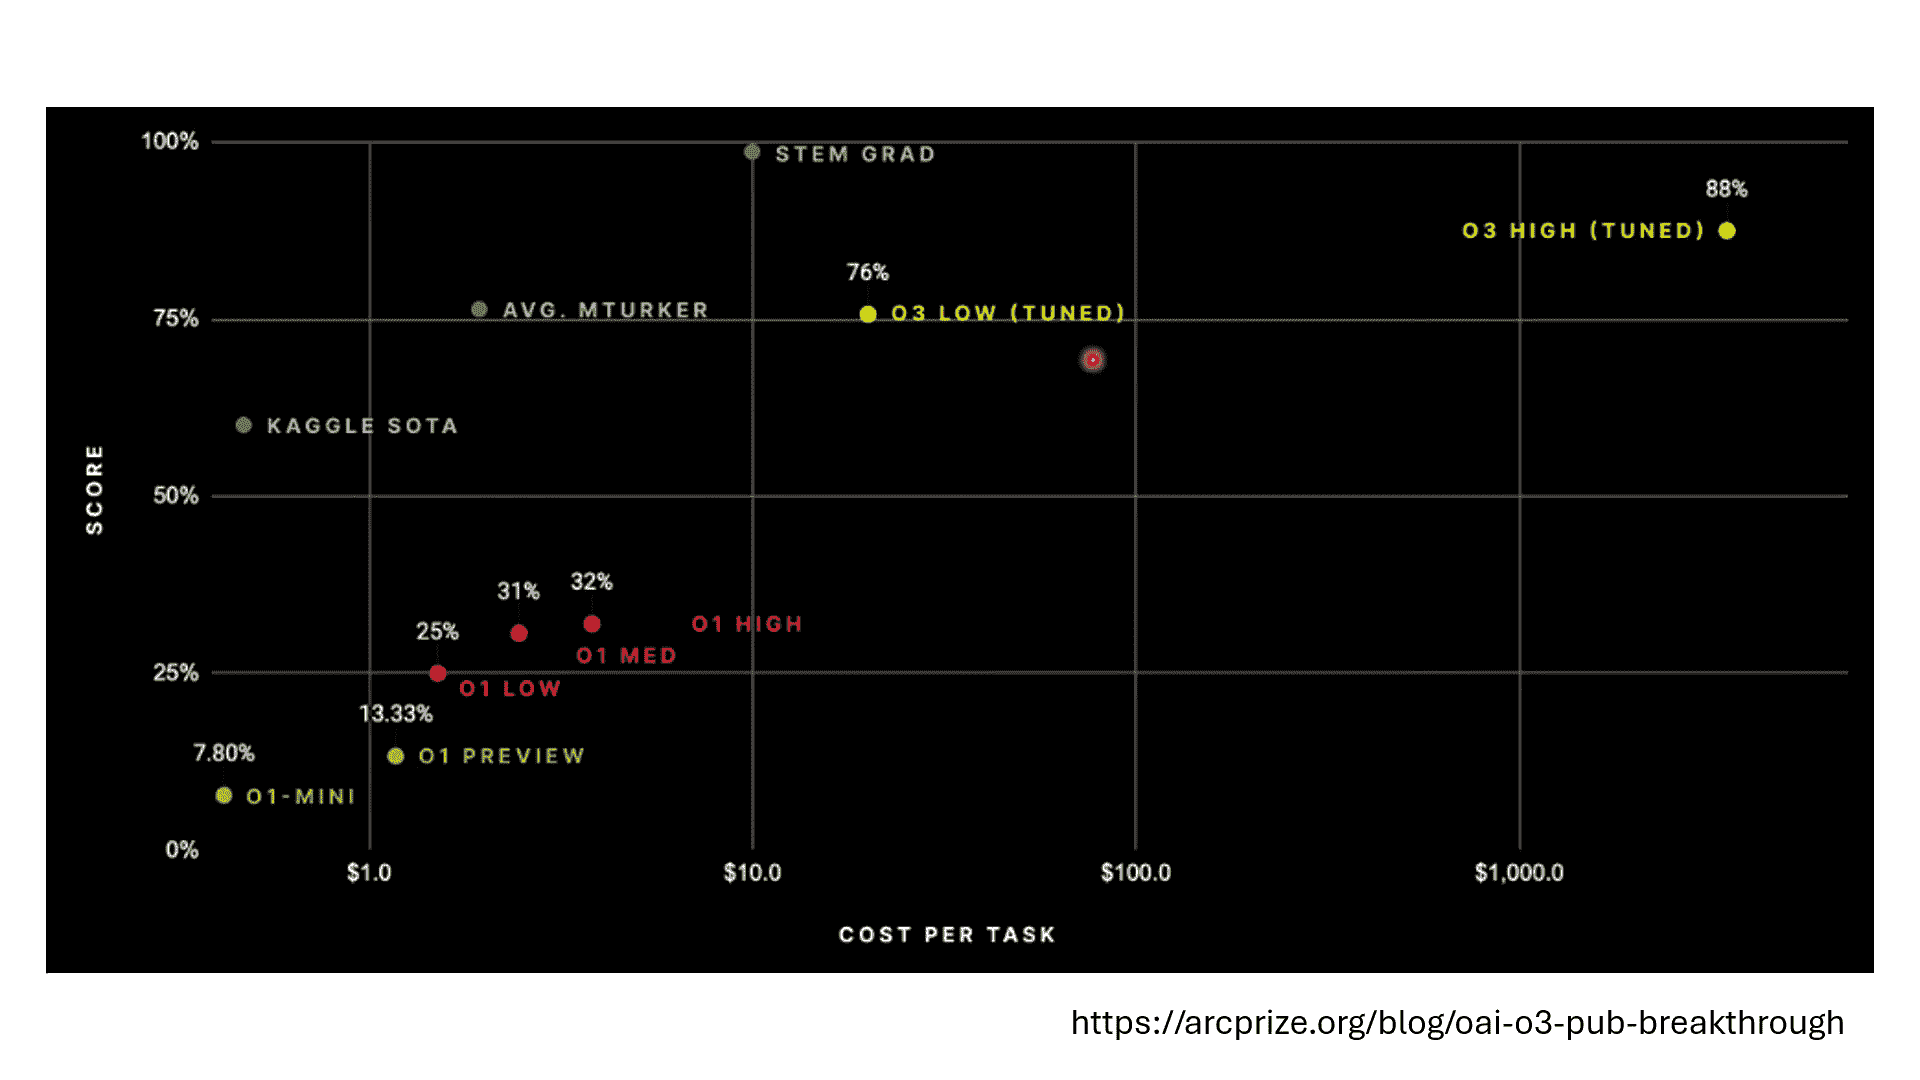 100%
STEM GRAD
88%
O3 HIGH (TUNED)
76%
AVG. MTURKER
O3 LOW (TUNED)
75%
KAGGLE SOTA
SCORE
50%
32%
31%
O1 HIGH
25%
O1 MED
25%
O1 LOW
13.33%
7.80%
O1 PREVIEW
O1-MINI
0%
$1.0
$10.0
$100.0
$1,000.0
COST PER TASK
https://arcprize.org/blog/oai-o3-pub-breakthrough